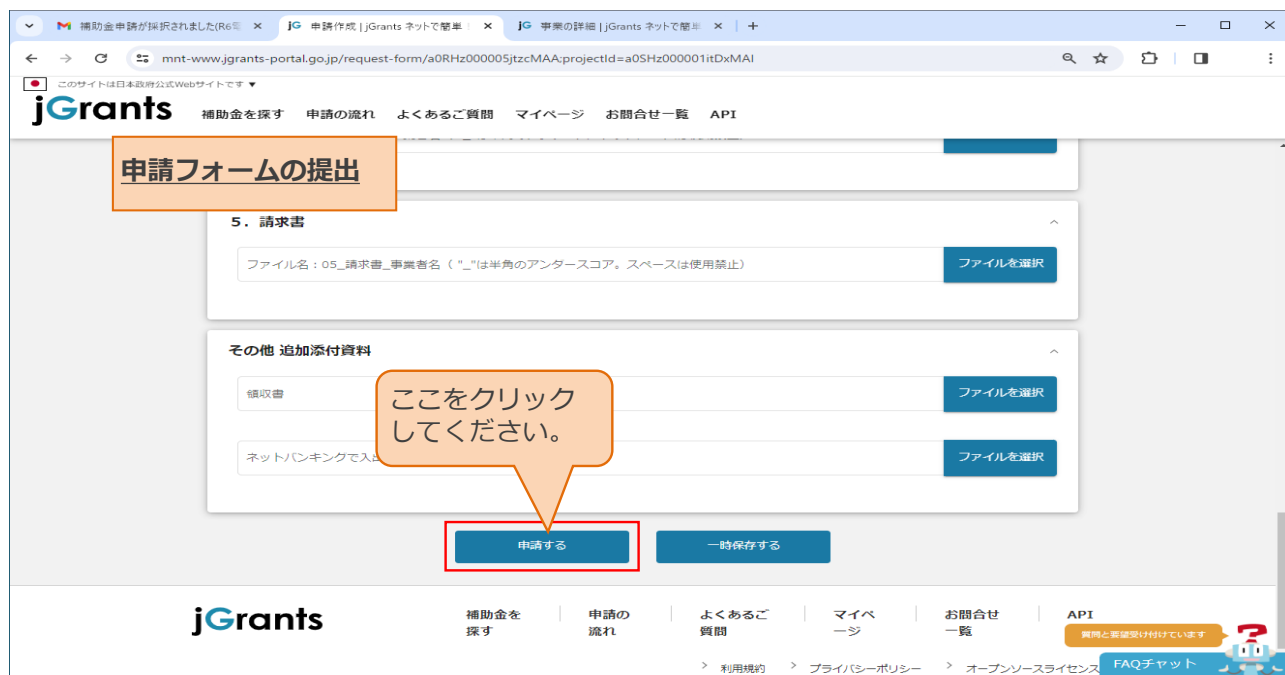 補助金申請が採択されました(R6電
jG 申請作成 | jGrants ネットで簡単！
jG 事業の詳細 | jGrants ネットで簡単
mnt-www.jgrants-portal.go.jp/request-form/a0RHz000005jtzcMAA;projectId=a0SHz000001itDxMAI
このサイトは日本政府公式Webサイトです ▼
jGrants 補助金を探す 申請の流れ よくあるご質問 マイページ お問合せ一覧 API
申請フォームの提出
5．請求書
ファイル名：05_請求書_事業者名（ "_"は半角のアンダースコア。スペースは使用禁止）
ファイルを選択
その他 追加添付資料
領収書
ファイルを選択
ここをクリック
してください。
ネットバンキングで入出
ファイルを選択
申請する 一時保存する
jGrants
補助金を
探す
申請の
流れ
よくあるご
質問
マイペ
ージ
お問合せ
一覧
API
質問と要望受け付けています
> 利用規約 > プライバシーポリシー > オープンソースライセンス
FAQチャット